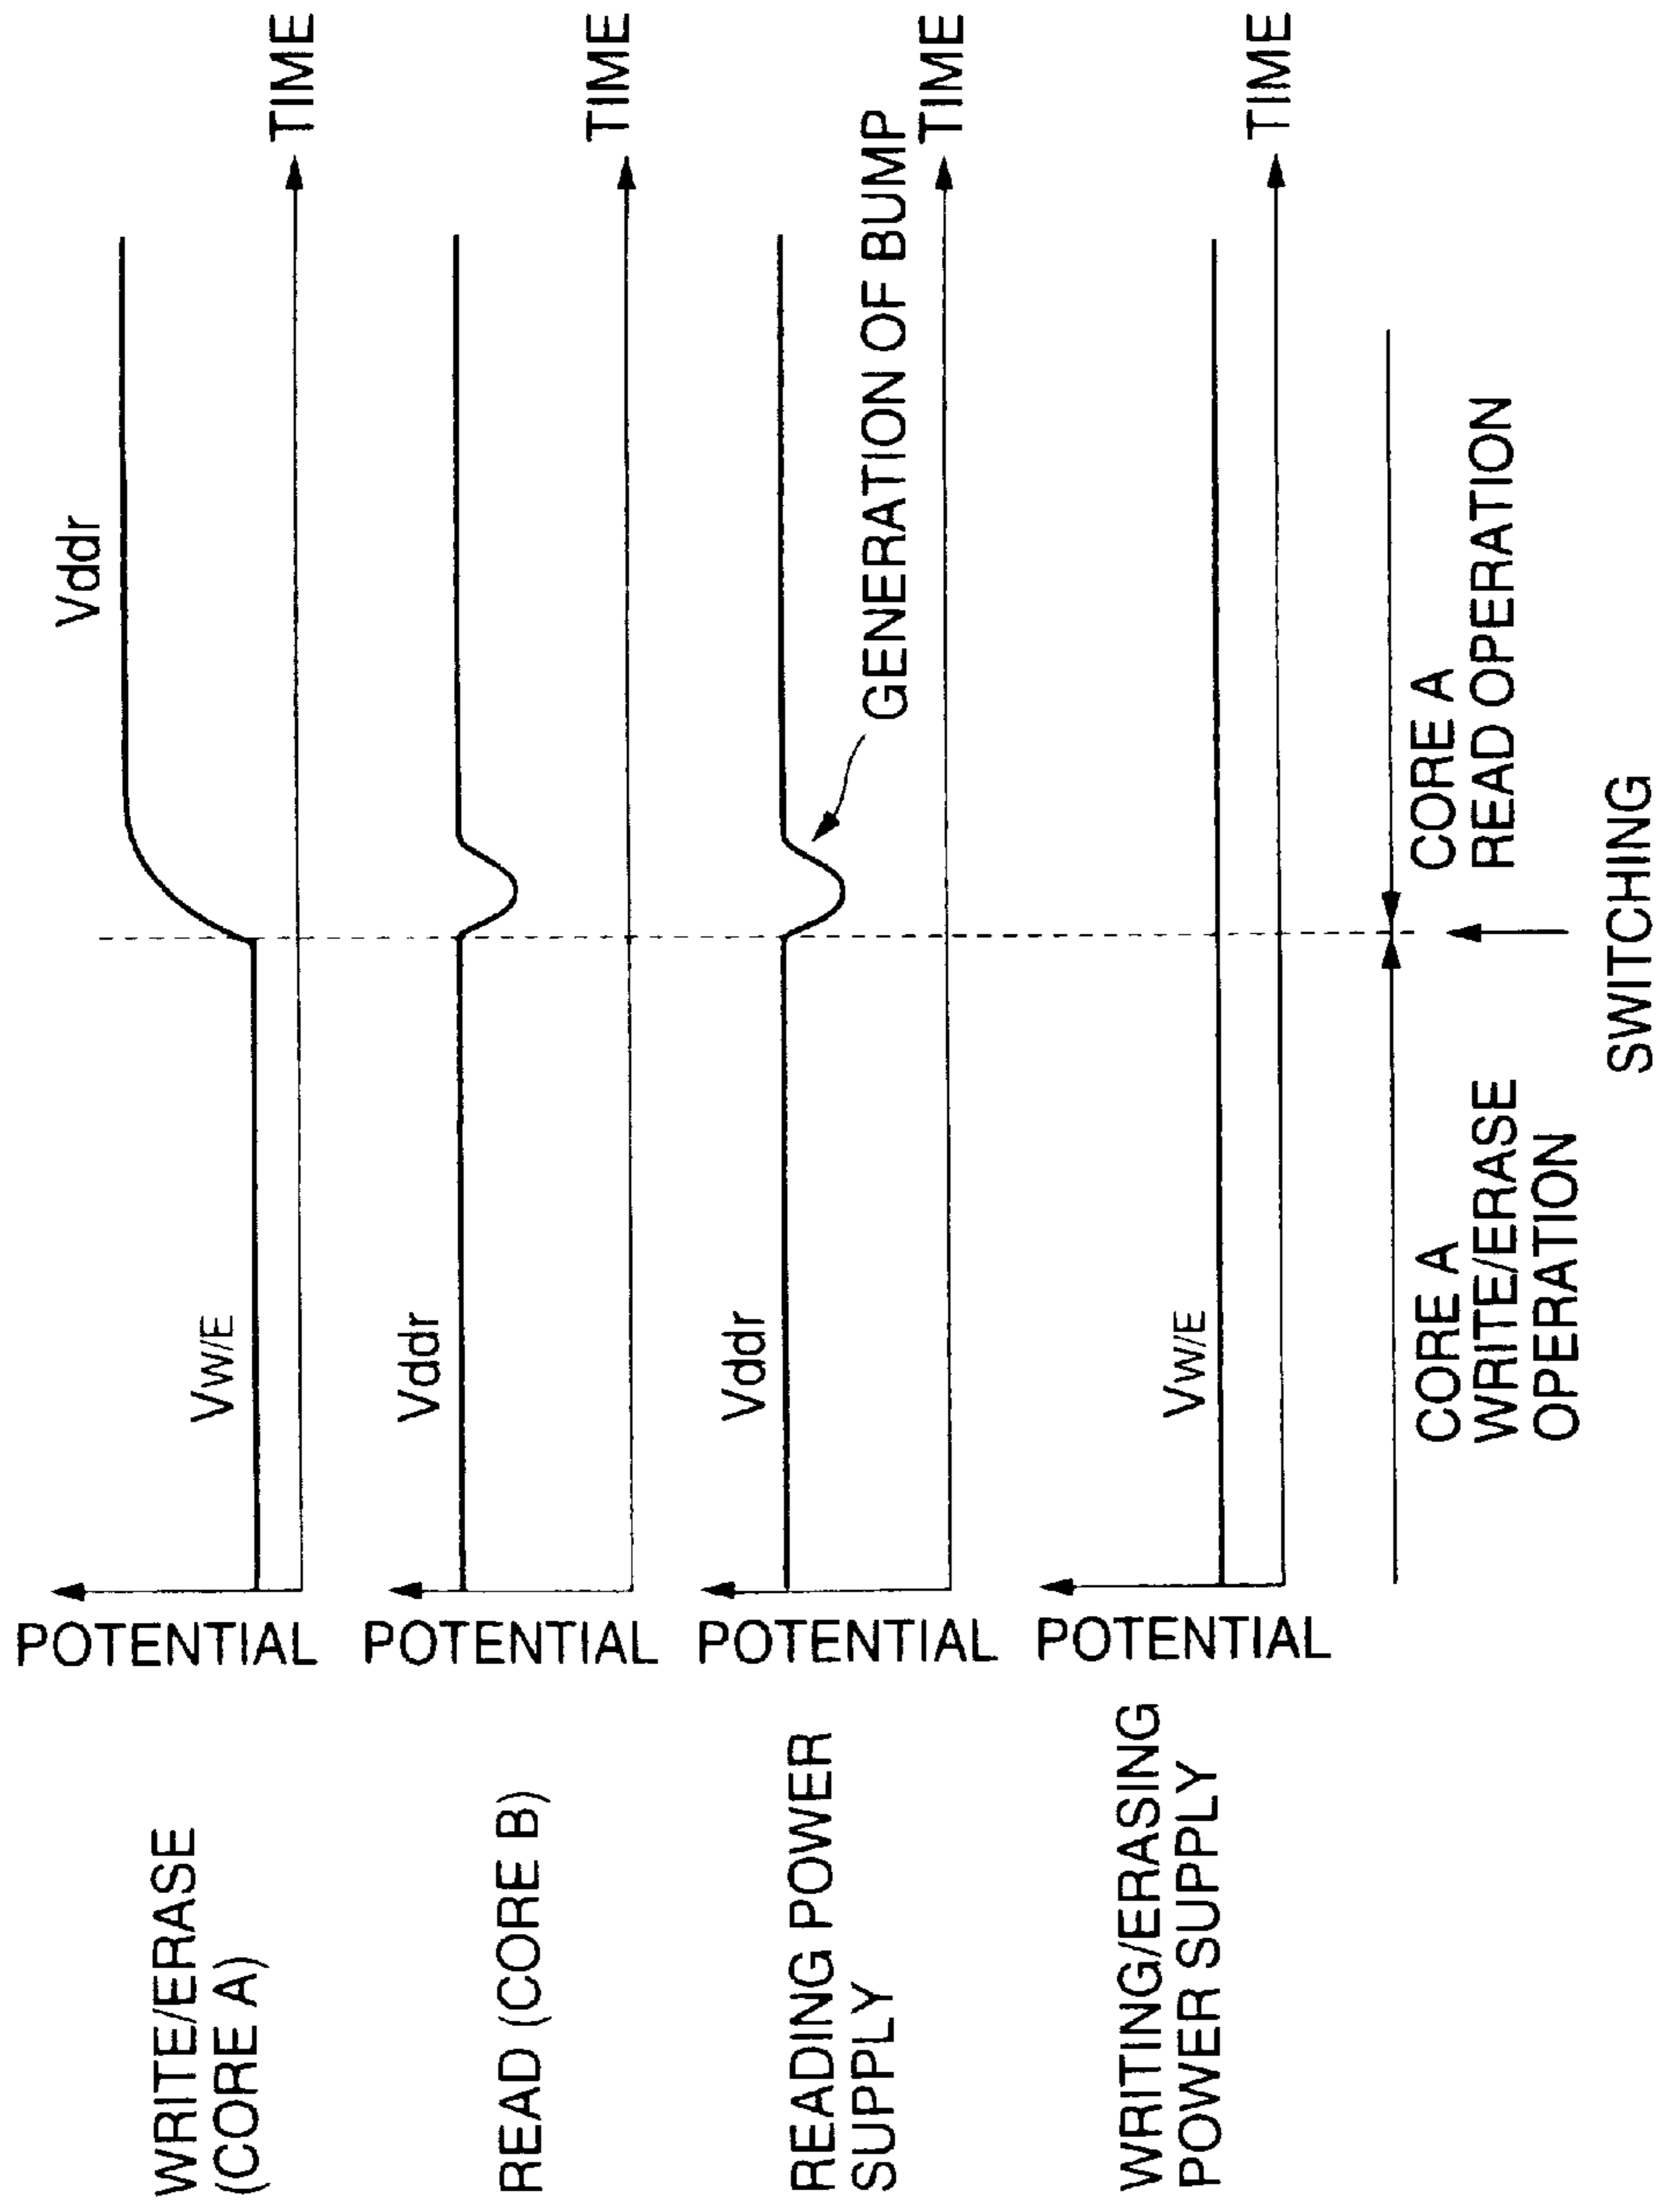 WRITE/ERASE
(CORE A)
POTENTIAL
VW/E
Vddr
TIME
READ (CORE B)
POTENTIAL
Vddr
TIME
READING POWER
SUPPLY
POTENTIAL
Vddr
GENERATION OF BUMP
TIME
WRITING/ERASING
POWER SUPPLY
POTENTIAL
VW/E
TIME
CORE A
WRITE/ERASE
OPERATION
CORE A
READ OPERATION
SWITCHING